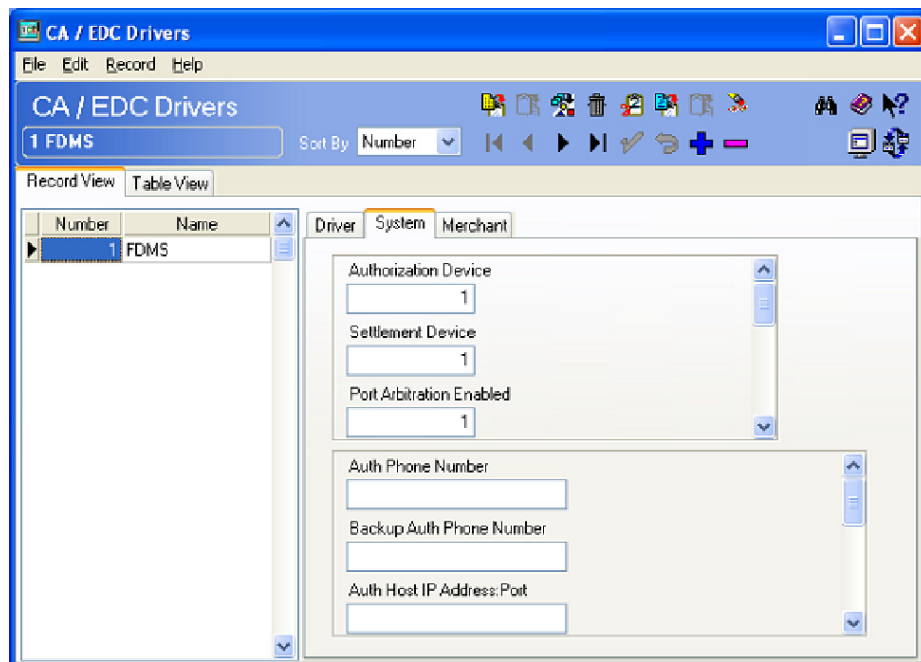 CA / EDC Drivers
File Edit Record Help
CA / EDC Drivers
1 FDMS
Sort By Number
Record View Table View
Number Name
1 FDMS
Driver System Merchant
Authorization Device
1
Settlement Device
1
Port Arbitration Enabled
1
Auth Phone Number
Backup Auth Phone Number
Auth Host IP Address:Port